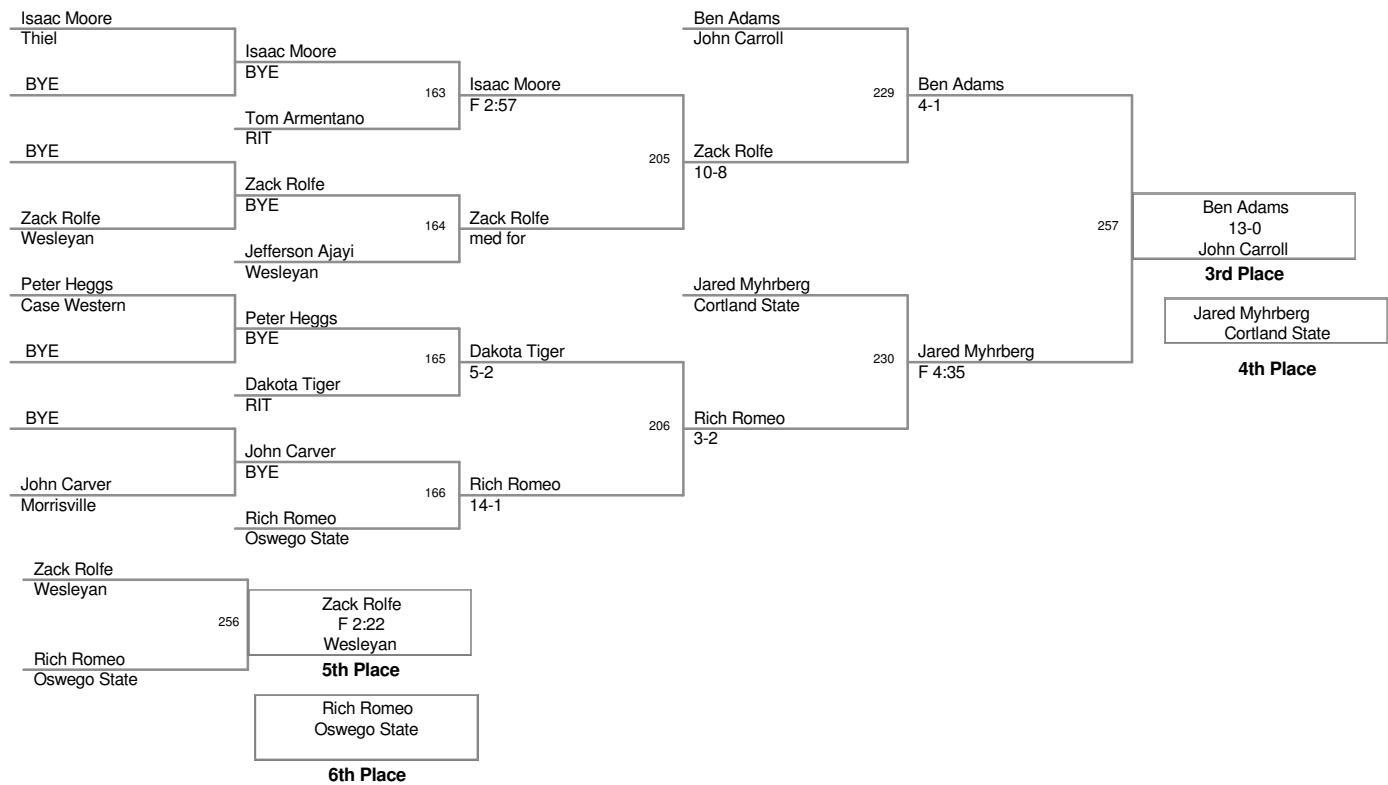 Isaac Moore
Thiel
BYE
BYE
Zack Rolfe
Wesleyan
Peter Heggs
Case Western
BYE
BYE
John Carver
Morrisville
Isaac Moore
BYE
163
Tom Armentano
RIT
Zack Rolfe
BYE
164
Jefferson Ajayi
Wesleyan
Peter Heggs
BYE
165
Dakota Tiger
RIT
John Carver
BYE
166
Rich Romeo
Oswego State
Isaac Moore
F 2:57
205
Zack Rolfe
med for
Dakota Tiger
5-2
206
Rich Romeo
14-1
Ben Adams
John Carroll
229
Zack Rolfe
10-8
Jared Myhrberg
Cortland State
230
Rich Romeo
3-2
Ben Adams
4-1
257
Jared Myhrberg
F 4:35
Ben Adams
13-0
John Carroll
3rd Place
Jared Myhrberg
Cortland State
4th Place
Zack Rolfe
Wesleyan
256
Rich Romeo
Oswego State
Zack Rolfe
F 2:22
Wesleyan
5th Place
Rich Romeo
Oswego State
6th Place